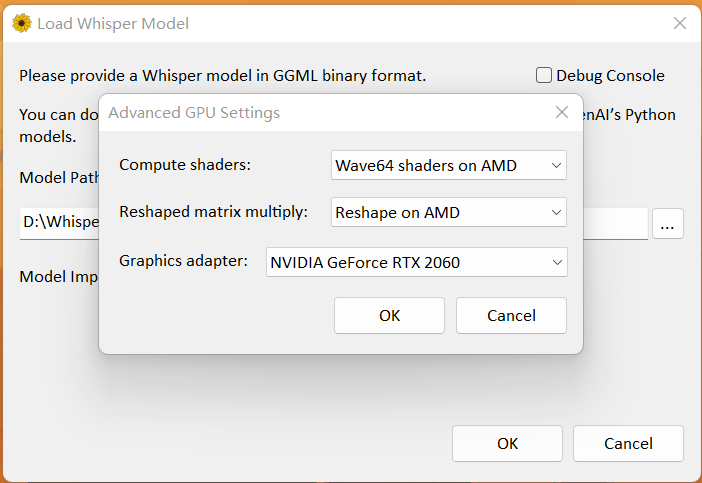 Load Whisper Model
Please provide a Whisper model in GGML binary format.
Debug Console
You can do
enAI's Python
models.
Advanced GPU Settings
Compute shaders:
Wave64 shaders on AMD
Model Path
Reshaped matrix multiply:
Reshape on AMD
D:\Whispe
...
Graphics adapter:
NVIDIA GeForce RTX 2060
Model Imp
OK
Cancel
OK
Cancel